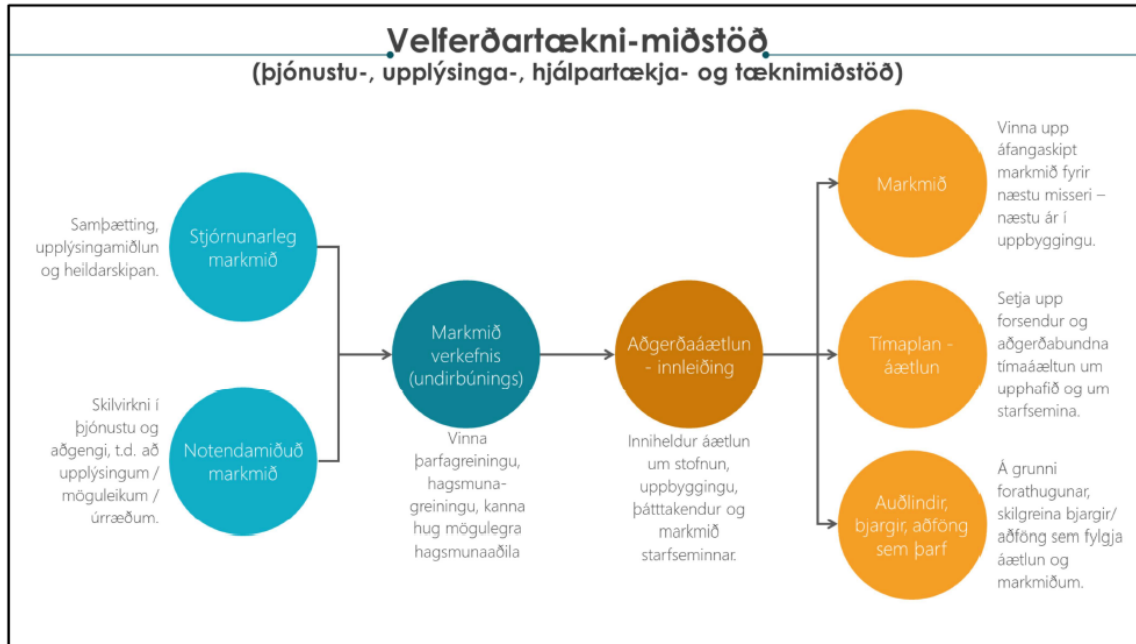 Velferðartækni-miðstöð
(þjónustu-, upplýsinga-, hjálpartækja- og tæknimiðstöð)
Samþætting,
upplýsingamiðlun
og heildarskipan.
Stjórnunarleg
markmið
Skilvirkni í
þjónustu og
aðgengi, t.d. að
upplýsingum /
möguleikum /
úrræðum.
Notendamiðuð
markmið
Markmið
verkefnis
(undirbúnings)
Vinna
þarfagreiningu,
hagsmuna-
greiningu, kanna
hug mögulegra
hagsmunaaðila
Aðgerðaáætlun
- innleiðing
Inniheldur áætlun
um stofnun,
uppbyggingu,
þátttakendur og
markmið
starfseminnar.
Markmið
Vinna upp
áfangaskipt
markmið fyrir
næstu misseri –
næstu ár í
uppbyggingu.
Tímaplan -
áætlun
Setja upp
forsendur og
aðgerðabundna
tímaáæltun um
upphafið og um
starfsemina.
Auðlindir,
bjargir, aðföng
sem þarf
Á grunni
forathugunar,
skilgreina bjargir/
aðföng sem fylgja
áætlun og
markmiðum.